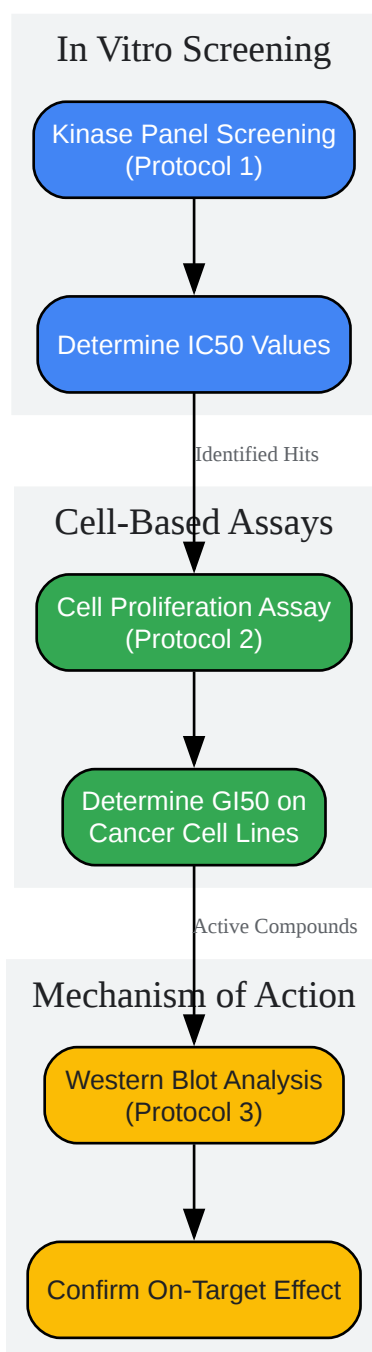 In Vitro Screening
Kinase Panel Screening
(Protocol 1)
Determine IC50 Values
Identified Hits
Cell-Based Assays
Cell Proliferation Assay
(Protocol 2)
Determine GI50 on
Cancer Cell Lines
Active Compounds
Mechanism of Action
Western Blot Analysis
(Protocol 3)
Confirm On-Target Effect